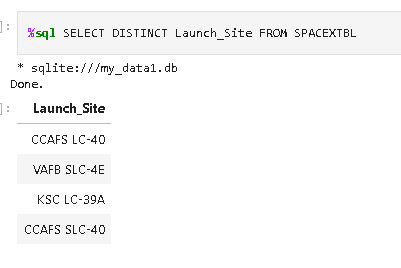 ]:
%sql SELECT DISTINCT Launch_Site FROM SPACEXTBL
* sqlite:///my_data1.db
Done.
]:
Launch_Site
CCAFS LC-40
VAFB SLC-4E
KSC LC-39A
CCAFS SLC-40